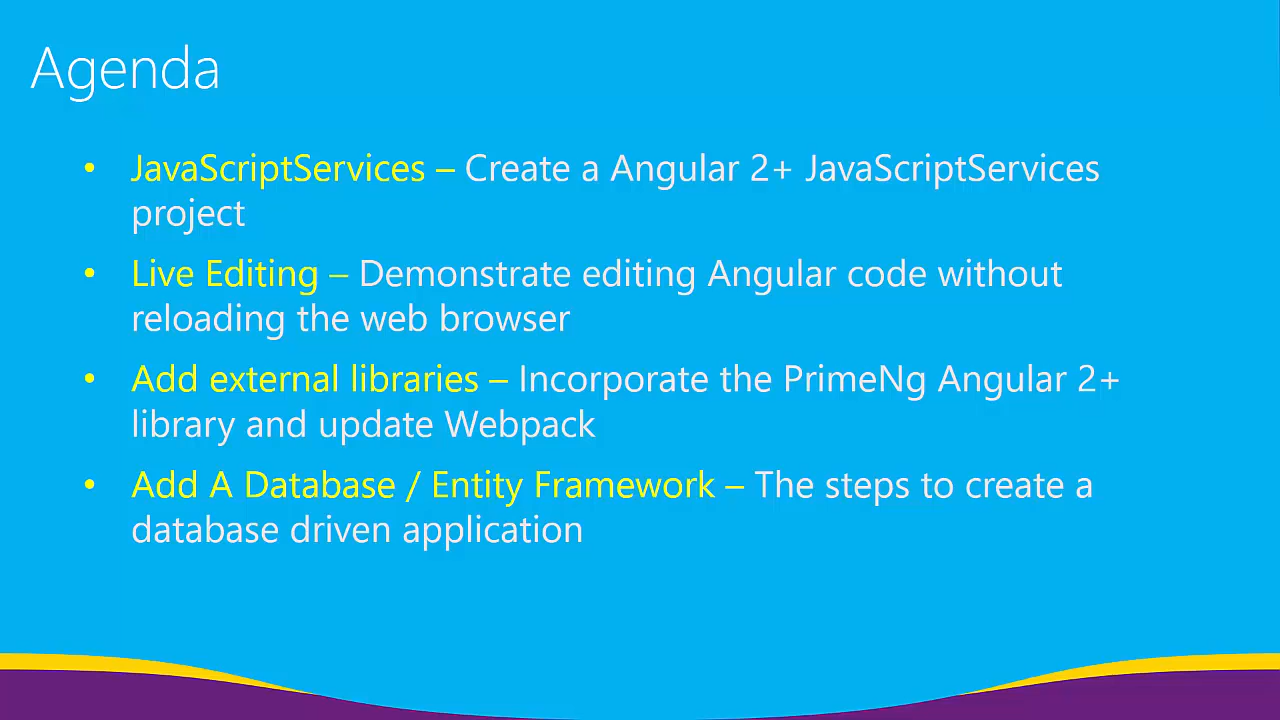 Agenda
• JavaScriptServices – Create a Angular 2+ JavaScriptServices
project
• Live Editing – Demonstrate editing Angular code without
reloading the web browser
• Add external libraries – Incorporate the PrimeNg Angular 2+
library and update Webpack
• Add A Database / Entity Framework – The steps to create a
database driven application